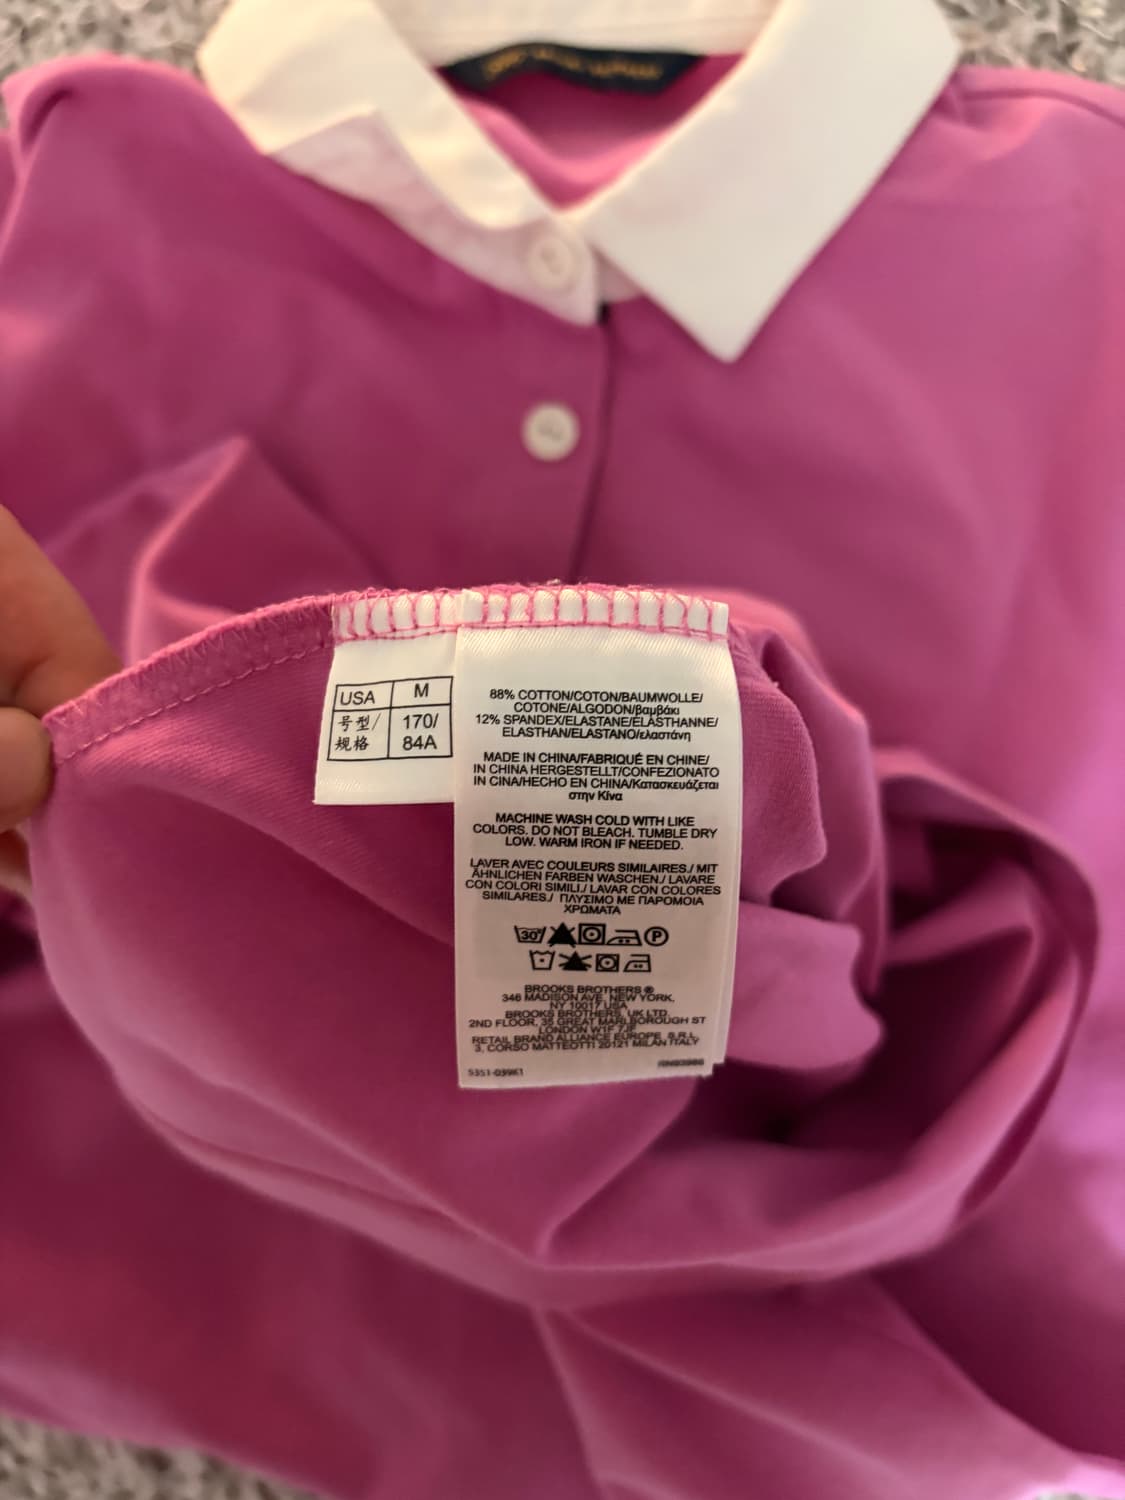 USA M
号型/ 170/
规格 84A
88% COTTON/COTON/BAUMWOLLE/
COTONE/ALGODON/βαμβάκι
12% SPANDEX/ELASTANE/ÉLASTHANNE/
ELASTHAN/ELASTANO/ελαστάνη
MADE IN CHINA/FABRIQUÉ EN CHINE/
IN CHINA HERGESTELLT/CONFEZIONATO
IN CINA/HECHO EN CHINA/Κατασκευάζεται
στην Κίνα
MACHINE WASH COLD WITH LIKE
COLORS. DO NOT BLEACH. TUMBLE DRY
LOW. WARM IRON IF NEEDED.
LAVER AVEC COULEURS SIMILAIRES./ MIT
ÄHNLICHEN FARBEN WASCHEN./ LAVARE
CON COLORI SIMILI./ LAVAR CON COLORES
SIMILARES./ ΠΛΥΣΙΜΟ ΜΕ ΠΑΡΟΜΟΙΑ
ΧΡΩΜΑΤΑ
30° P
BROOKS BROTHERS ®
346 MADISON AVE, NEW YORK,
NY 10017 USA
BROOKS BROTHERS, UK LTD.
2ND FLOOR, 35 GREAT MARLBOROUGH ST
LONDON W1F 7JF
RETAIL BRAND ALLIANCE EUROPE, S.R.L.
3, CORSO MATTEOTTI 20121 MILAN ITALY
RN93986